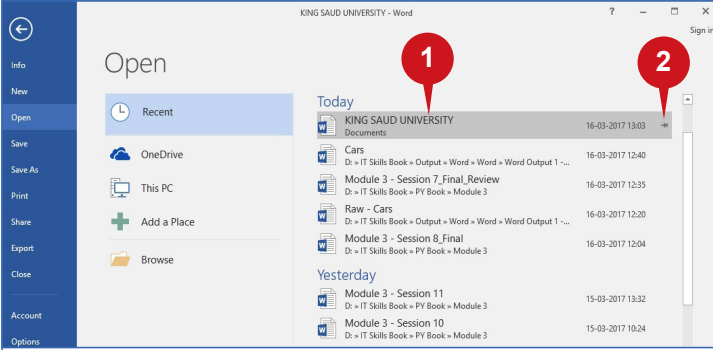 KING SAUD UNIVERSITY - Word
?
Sign in
Info
New
Open
Save
Save As
Print
Share
Export
Close
Account
Options
Open
Recent
OneDrive
This PC
Add a Place
Browse
1
2
Today
KING SAUD UNIVERSITY
Documents
16-03-2017 13:03
Cars
D: » IT Skills Book » Output » Word » Word » Word Output 1 -...
16-03-2017 12:40
Module 3 - Session 7_Final_Review
D: » IT Skills Book » PY Book » Module 3
16-03-2017 12:35
Raw - Cars
D: » IT Skills Book » Output » Word » Word » Word Output 1 -...
16-03-2017 12:20
Module 3 - Session 8_Final
D: » IT Skills Book » PY Book » Module 3
16-03-2017 12:04
Yesterday
Module 3 - Session 11
D: » IT Skills Book » PY Book » Module 3
15-03-2017 13:32
Module 3 - Session 10
D: » IT Skills Book » PY Book » Module 3
15-03-2017 10:24